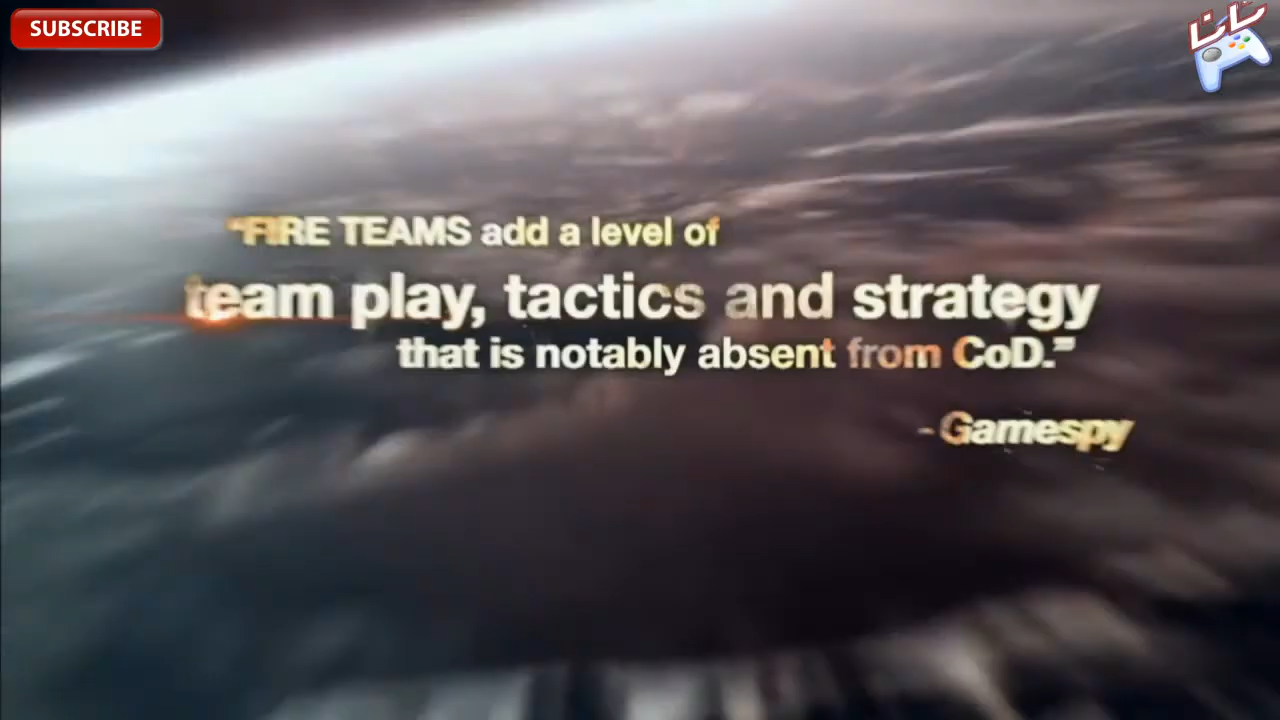 SUBSCRIBE
"FIRE TEAMS add a level of
team play, tactics and strategy
that is notably absent from CoD."
- Gamespy